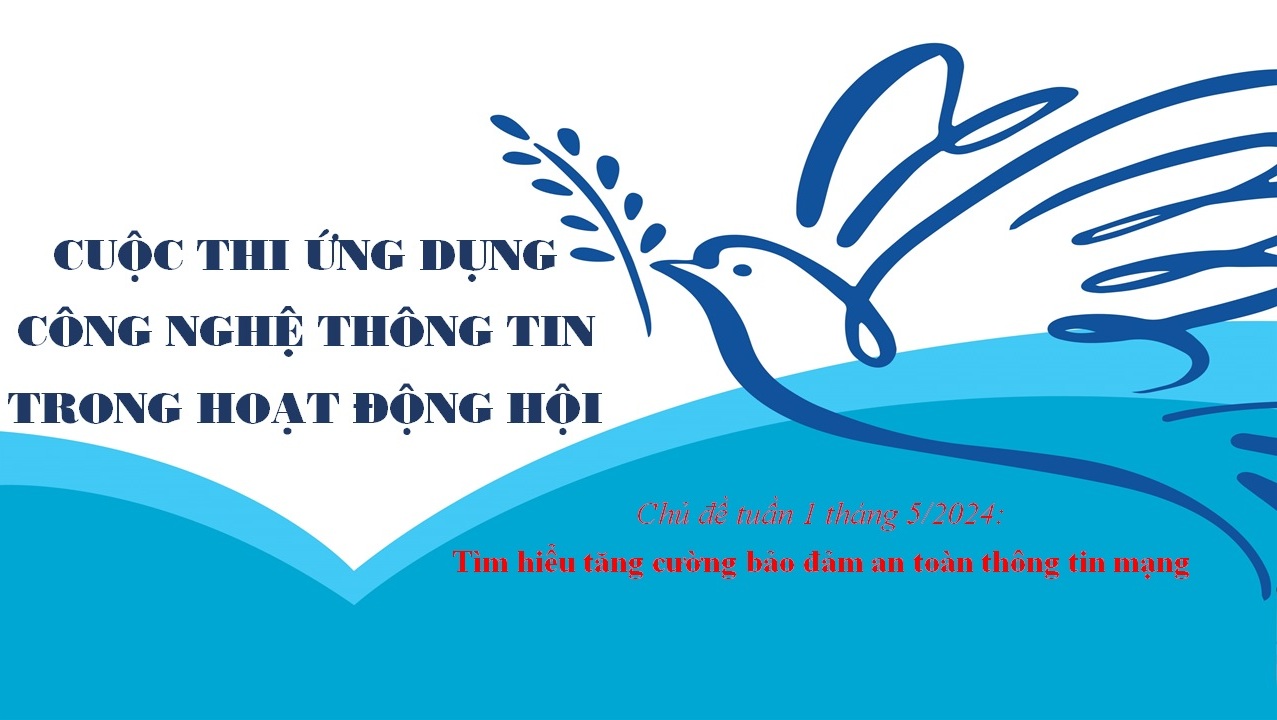 CUỘC THI ỨNG DỤNG
CÔNG NGHỆ THÔNG TIN
TRONG HOẠT ĐỘNG HỘI
Chủ đề tuần 1 tháng 5/2024:
Tìm hiểu tăng cường bảo đảm an toàn thông tin mạng